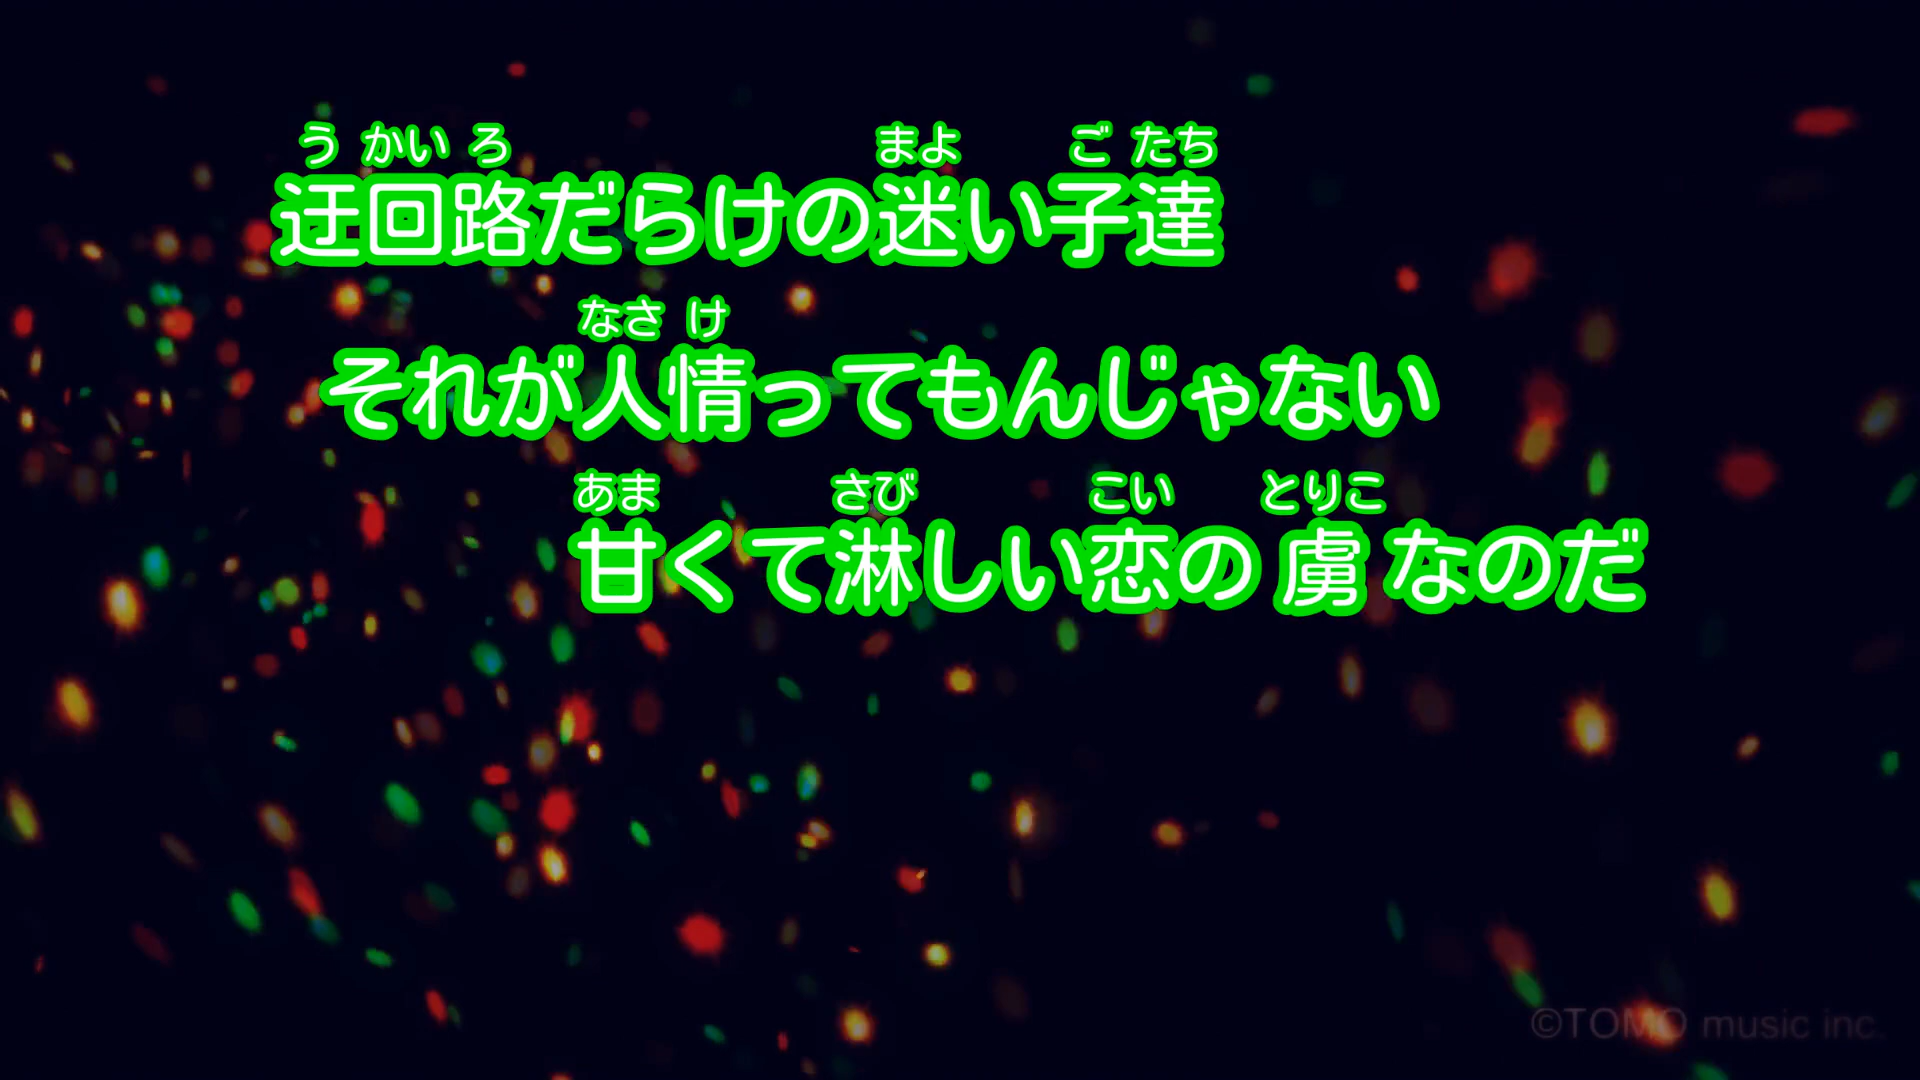 うかいろ まよ ごたち
迂回路だらけの迷い子達
なさけ
それが人情ってもんじゃない
あま さび こい とりこ
甘くて淋しい恋の虜なのだ
©TOMO music inc.